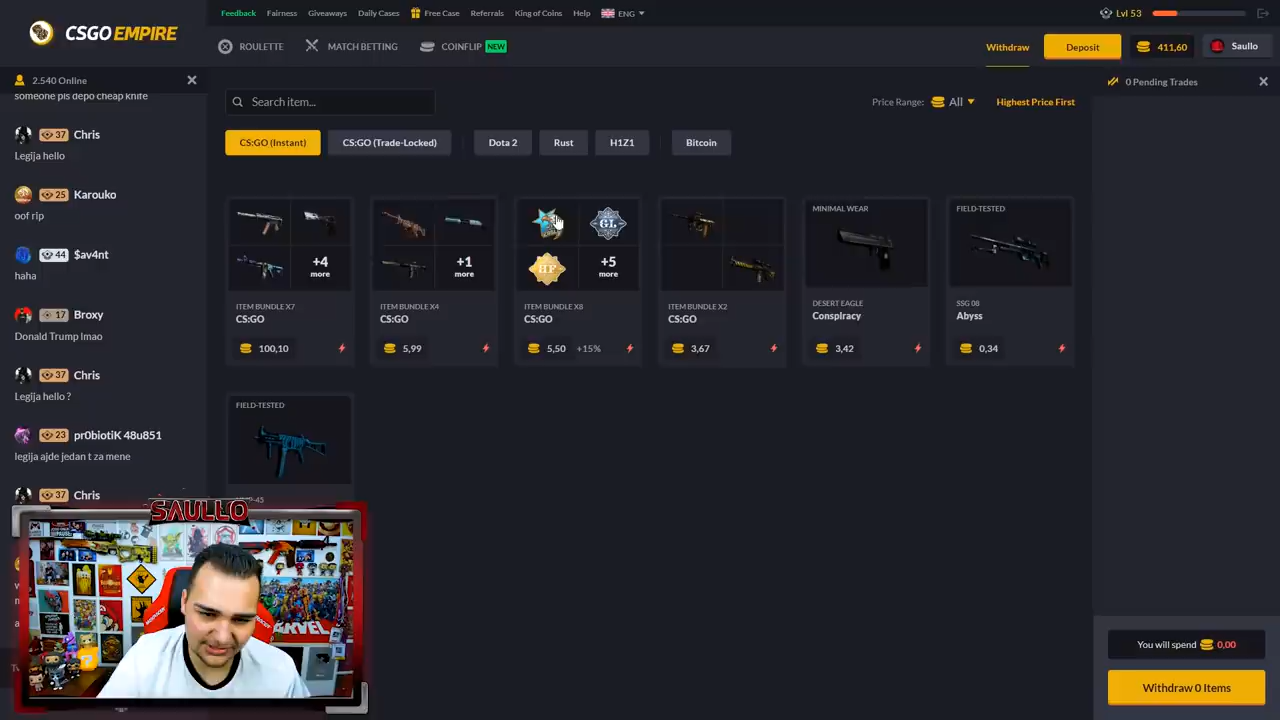 CSGOEMPIRE
Feedback Fairness Giveaways Daily Cases Free Case Referrals King of Coins Help ENG
Lvl 53
ROULETTE MATCH BETTING COINFLIP NEW
Withdraw Deposit 411,60 Saullo
2.540 Online
someone pls depo cheap knife
37 Chris
Legija hello
25 Karouko
oof rip
44 $av4nt
haha
17 Broxy
Donald Trump lmao
37 Chris
Legija hello ?
23 pr0biotiK 48u851
legija ajde jedan t za mene
37 Chris
Search item...
Price Range: All Highest Price First
CS:GO (Instant) CS:GO (Trade-Locked) Dota 2 Rust H1Z1 Bitcoin
+4
more
ITEM BUNDLE X7
CS:GO
100,10
+1
more
ITEM BUNDLE X4
CS:GO
5,99
GL
HF
+5
more
ITEM BUNDLE X8
CS:GO
5,50 +15%
ITEM BUNDLE X2
CS:GO
3,67
MINIMAL WEAR
DESERT EAGLE
Conspiracy
3,42
FIELD-TESTED
SSG 08
Abyss
0,34
FIELD-TESTED
SAULLO
MARVEL
0 Pending Trades
You will spend 0,00
Withdraw 0 Items